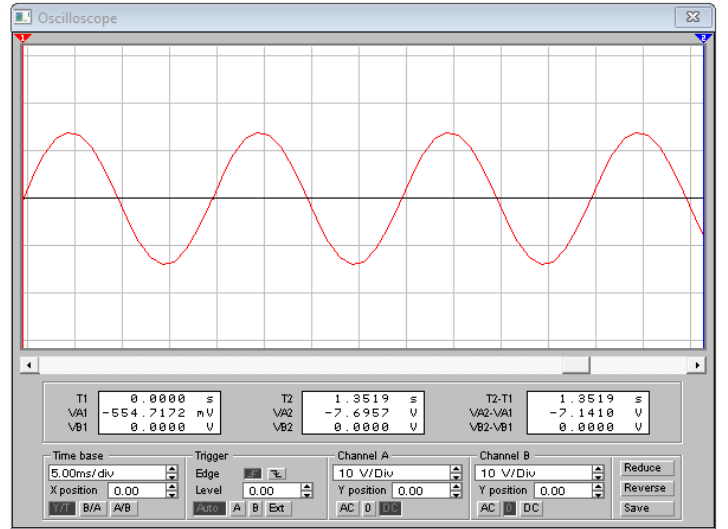 Oscilloscope
1 2
T1 0.0000 s T2 1.3519 s T2-T1 1.3519 s
VA1 -554.7172 mV VA2 -7.6957 V VA2-VA1 -7.1410 V
VB1 0.0000 V VB2 0.0000 V VB2-VB1 0.0000 V
Time base Trigger Channel A Channel B
5.00ms/div Edge 10 V/Div 10 V/Div Reduce
X position 0.00 Level 0.00 Y position 0.00 Y position 0.00 Reverse
Y/T B/A A/B Auto A B Ext AC 0 DC AC 0 DC Save